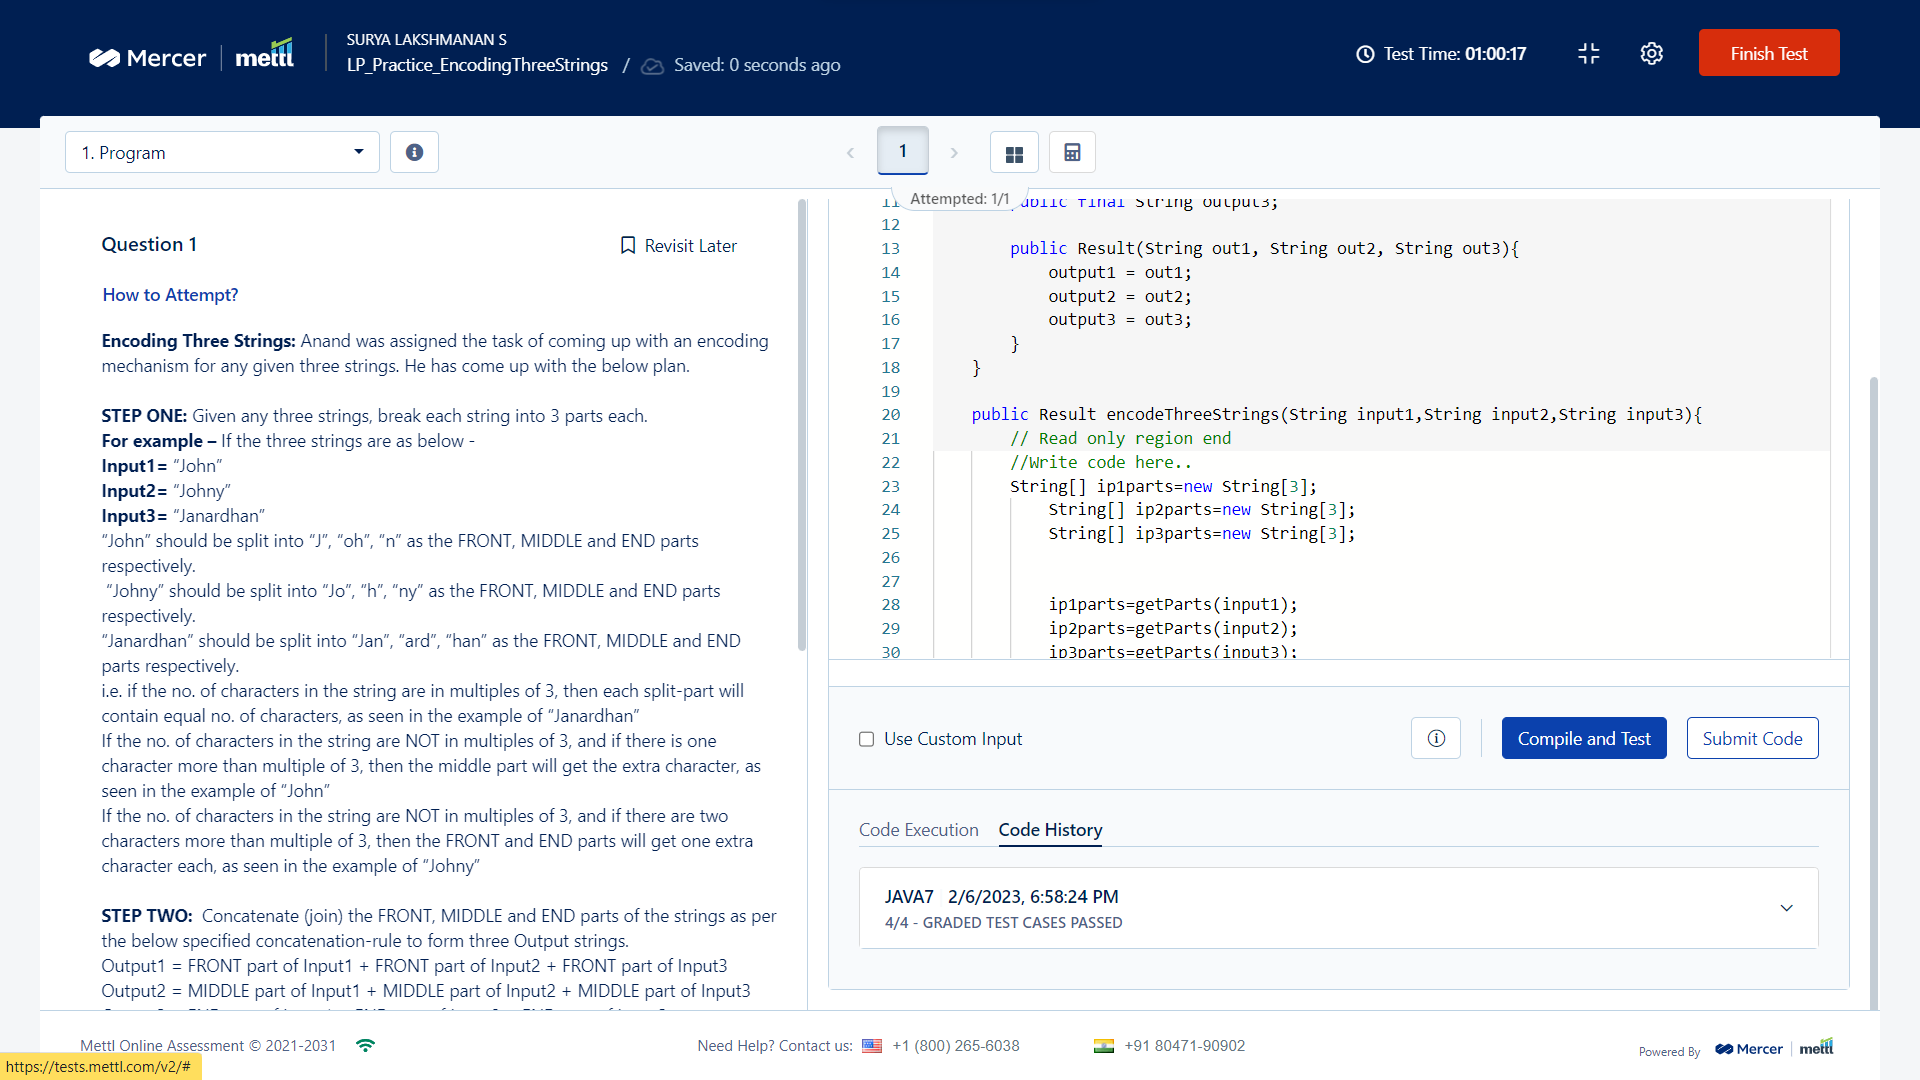 Mercer mettl
SURYA LAKSHMANAN S
LP_Practice_EncodingThreeStrings / Saved: 0 seconds ago
Test Time: 01:00:17
Finish Test
1. Program
1
Attempted: 1/1
Question 1
Revisit Later
How to Attempt?
Encoding Three Strings: Anand was assigned the task of coming up with an encoding
mechanism for any given three strings. He has come up with the below plan.
STEP ONE: Given any three strings, break each string into 3 parts each.
For example – If the three strings are as below -
Input1= “John”
Input2= “Johny”
Input3= “Janardhan”
“John” should be split into “J”, “oh”, “n” as the FRONT, MIDDLE and END parts
respectively.
“Johny” should be split into “Jo”, “h”, “ny” as the FRONT, MIDDLE and END parts
respectively.
“Janardhan” should be split into “Jan”, “ard”, “han” as the FRONT, MIDDLE and END
parts respectively.
i.e. if the no. of characters in the string are in multiples of 3, then each split-part will
contain equal no. of characters, as seen in the example of “Janardhan”
If the no. of characters in the string are NOT in multiples of 3, and if there is one
character more than multiple of 3, then the middle part will get the extra character, as
seen in the example of “John”
If the no. of characters in the string are NOT in multiples of 3, and if there are two
characters more than multiple of 3, then the FRONT and END parts will get one extra
character each, as seen in the example of “Johny”
STEP TWO: Concatenate (join) the FRONT, MIDDLE and END parts of the strings as per
the below specified concatenation-rule to form three Output strings.
Output1 = FRONT part of Input1 + FRONT part of Input2 + FRONT part of Input3
Output2 = MIDDLE part of Input1 + MIDDLE part of Input2 + MIDDLE part of Input3
11 public final String output3;
12
13 public Result(String out1, String out2, String out3){
14 output1 = out1;
15 output2 = out2;
16 output3 = out3;
17 }
18 }
19
20 public Result encodeThreeStrings(String input1,String input2,String input3){
21 // Read only region end
22 //Write code here..
23 String[] ip1parts=new String[3];
24 String[] ip2parts=new String[3];
25 String[] ip3parts=new String[3];
26
27
28 ip1parts=getParts(input1);
29 ip2parts=getParts(input2);
30 ip3parts=getParts(input3);
Use Custom Input
Compile and Test
Submit Code
Code Execution Code History
JAVA7 2/6/2023, 6:58:24 PM
4/4 - GRADED TEST CASES PASSED
Mettl Online Assessment © 2021-2031
Need Help? Contact us: +1 (800) 265-6038
+91 80471-90902
Powered By Mercer mettl
https://tests.mettl.com/v2/#